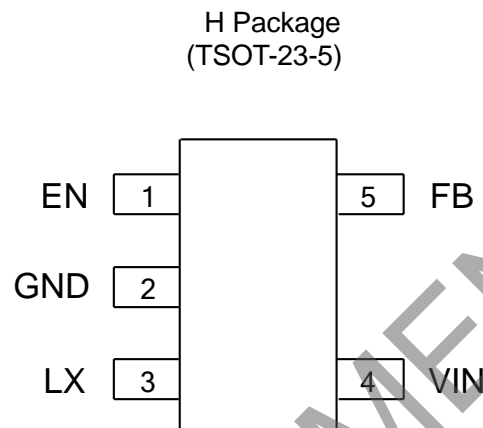 H Package
(TSOT-23-5)
EN 1 5 FB
GND 2
LX 3 4 VIN